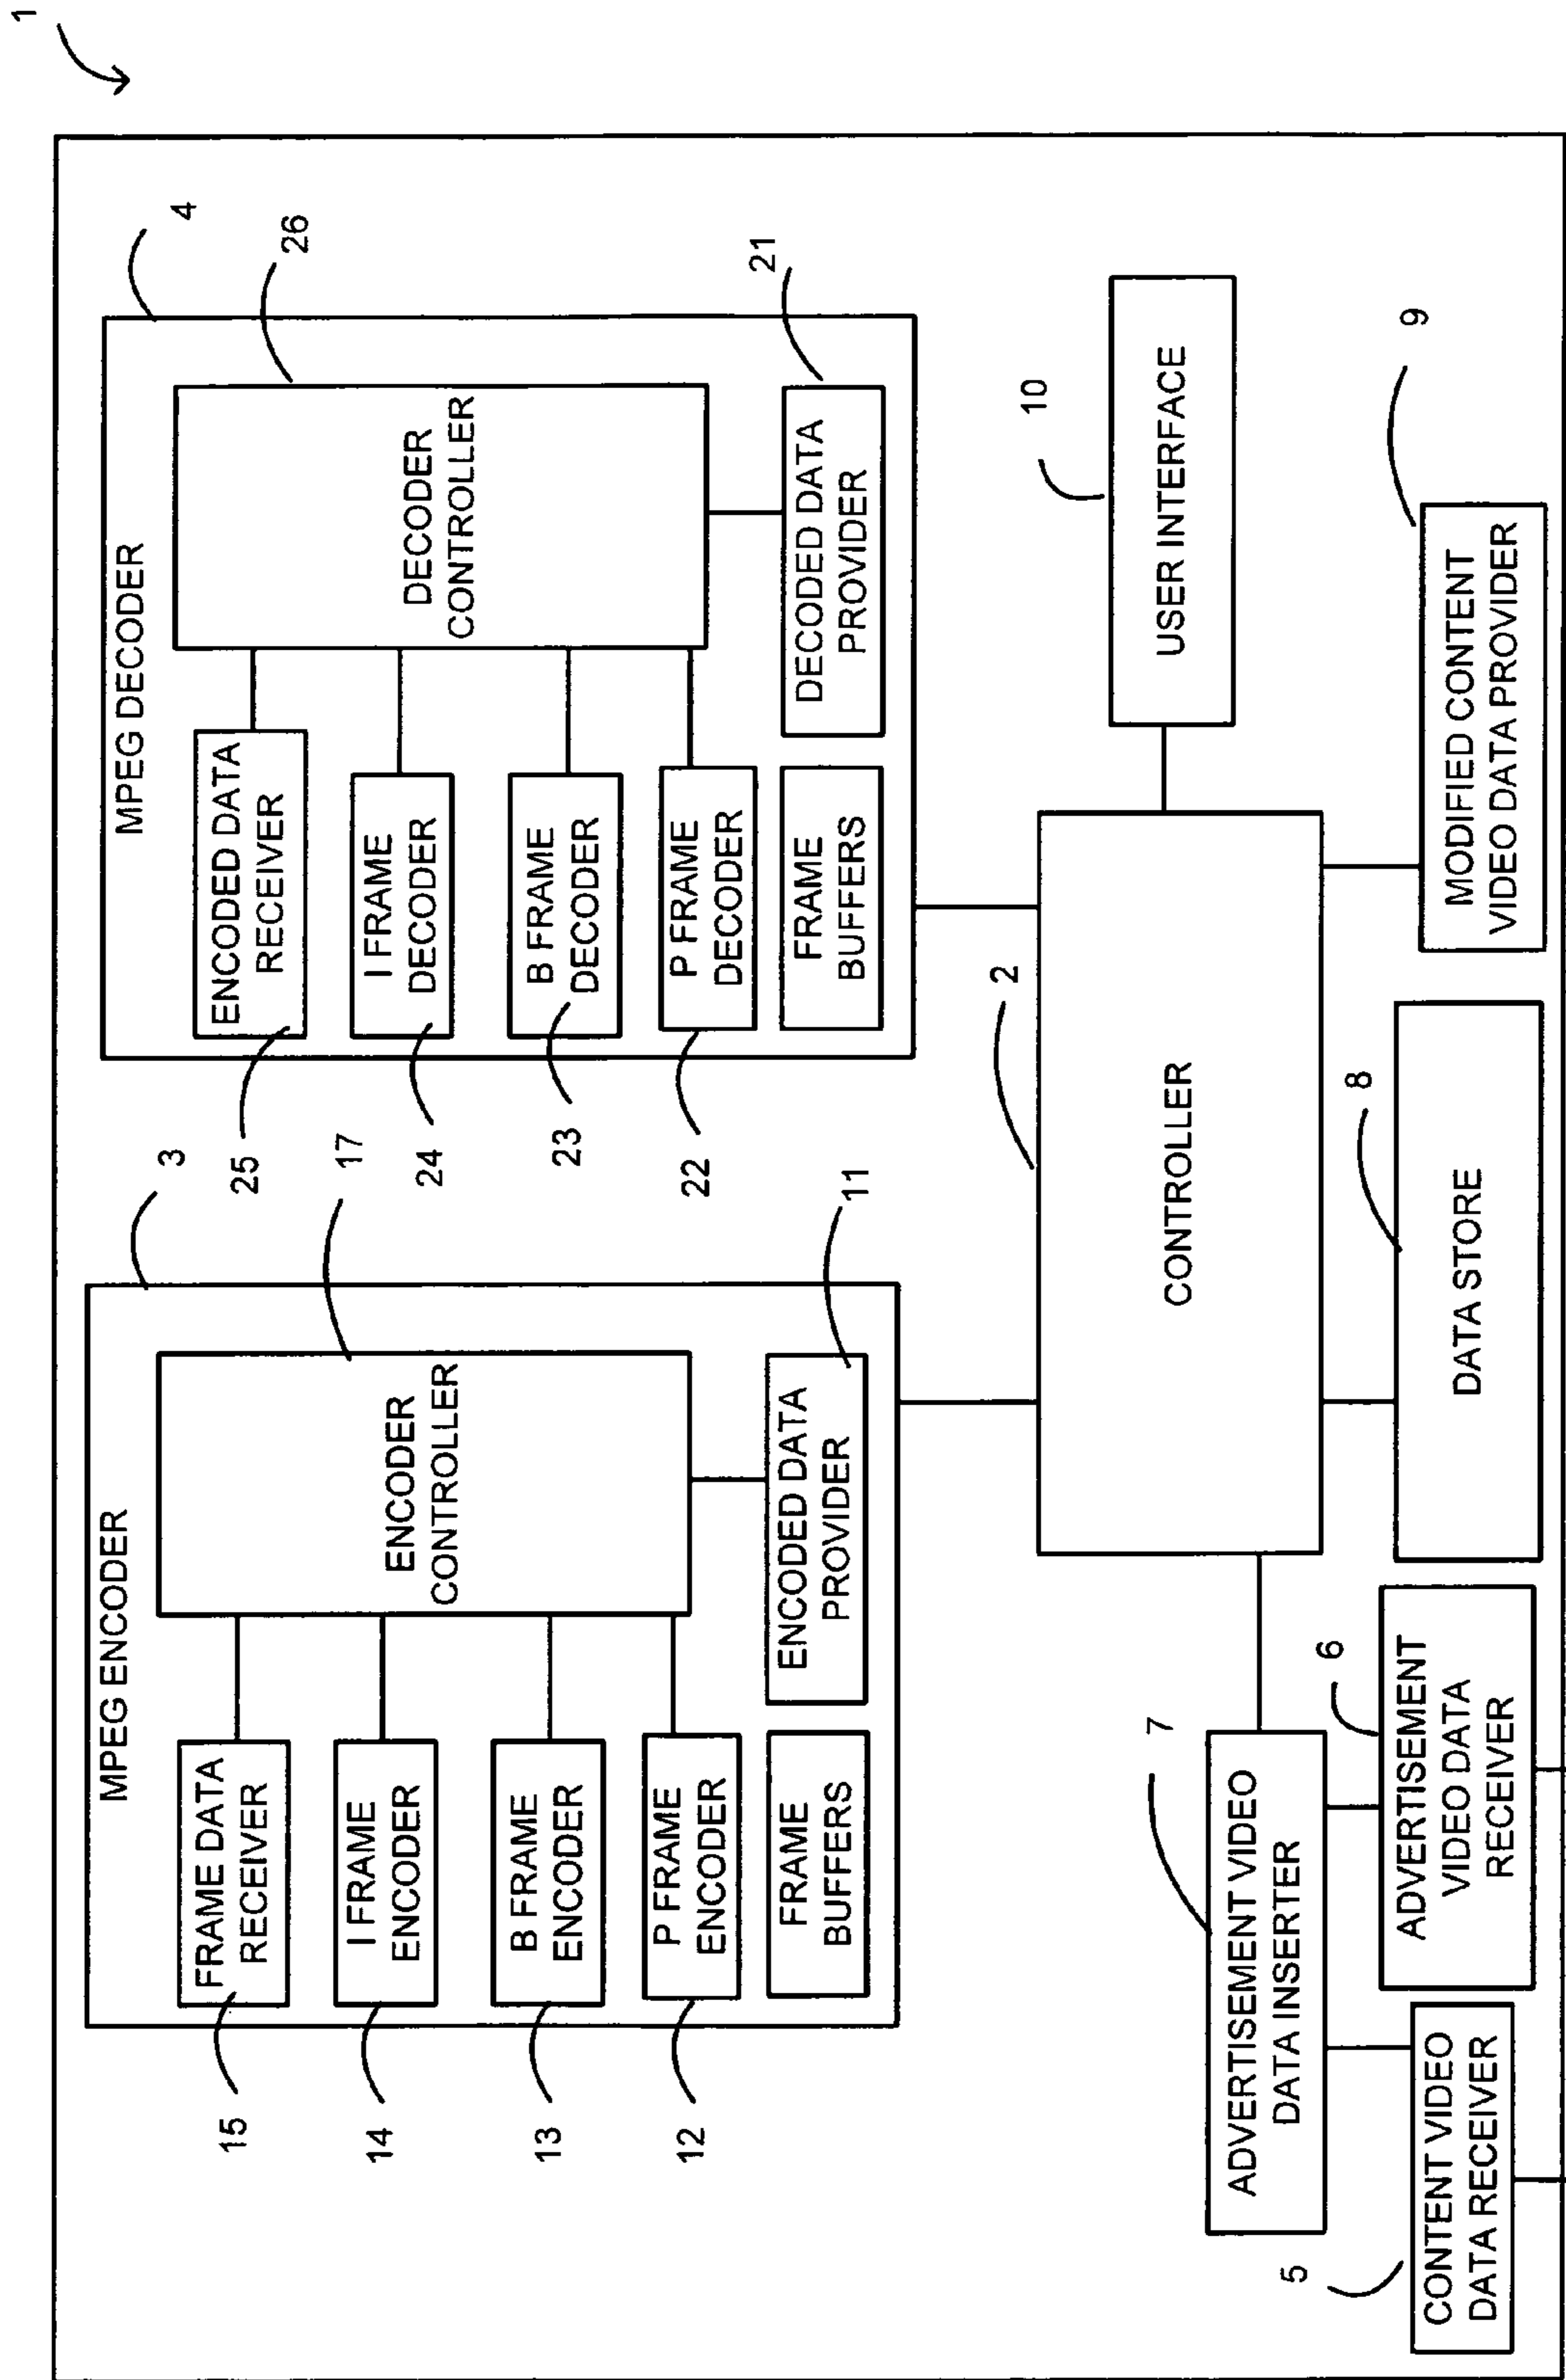 1
MPEG ENCODER
3
FRAME DATA
RECEIVER
15
I FRAME
ENCODER
14
B FRAME
ENCODER
13
P FRAME
ENCODER
12
FRAME
BUFFERS
ENCODER
CONTROLLER
17
ENCODED DATA
PROVIDER
11
MPEG DECODER
4
ENCODED DATA
RECEIVER
25
I FRAME
DECODER
24
B FRAME
DECODER
23
P FRAME
DECODER
22
FRAME
BUFFERS
DECODER
CONTROLLER
26
DECODED DATA
PROVIDER
21
CONTROLLER
2
USER INTERFACE
10
ADVERTISEMENT VIDEO
DATA INSERTER
7
CONTENT VIDEO
DATA RECEIVER
5
ADVERTISEMENT
VIDEO DATA
RECEIVER
6
DATA STORE
8
MODIFIED CONTENT
VIDEO DATA PROVIDER
9